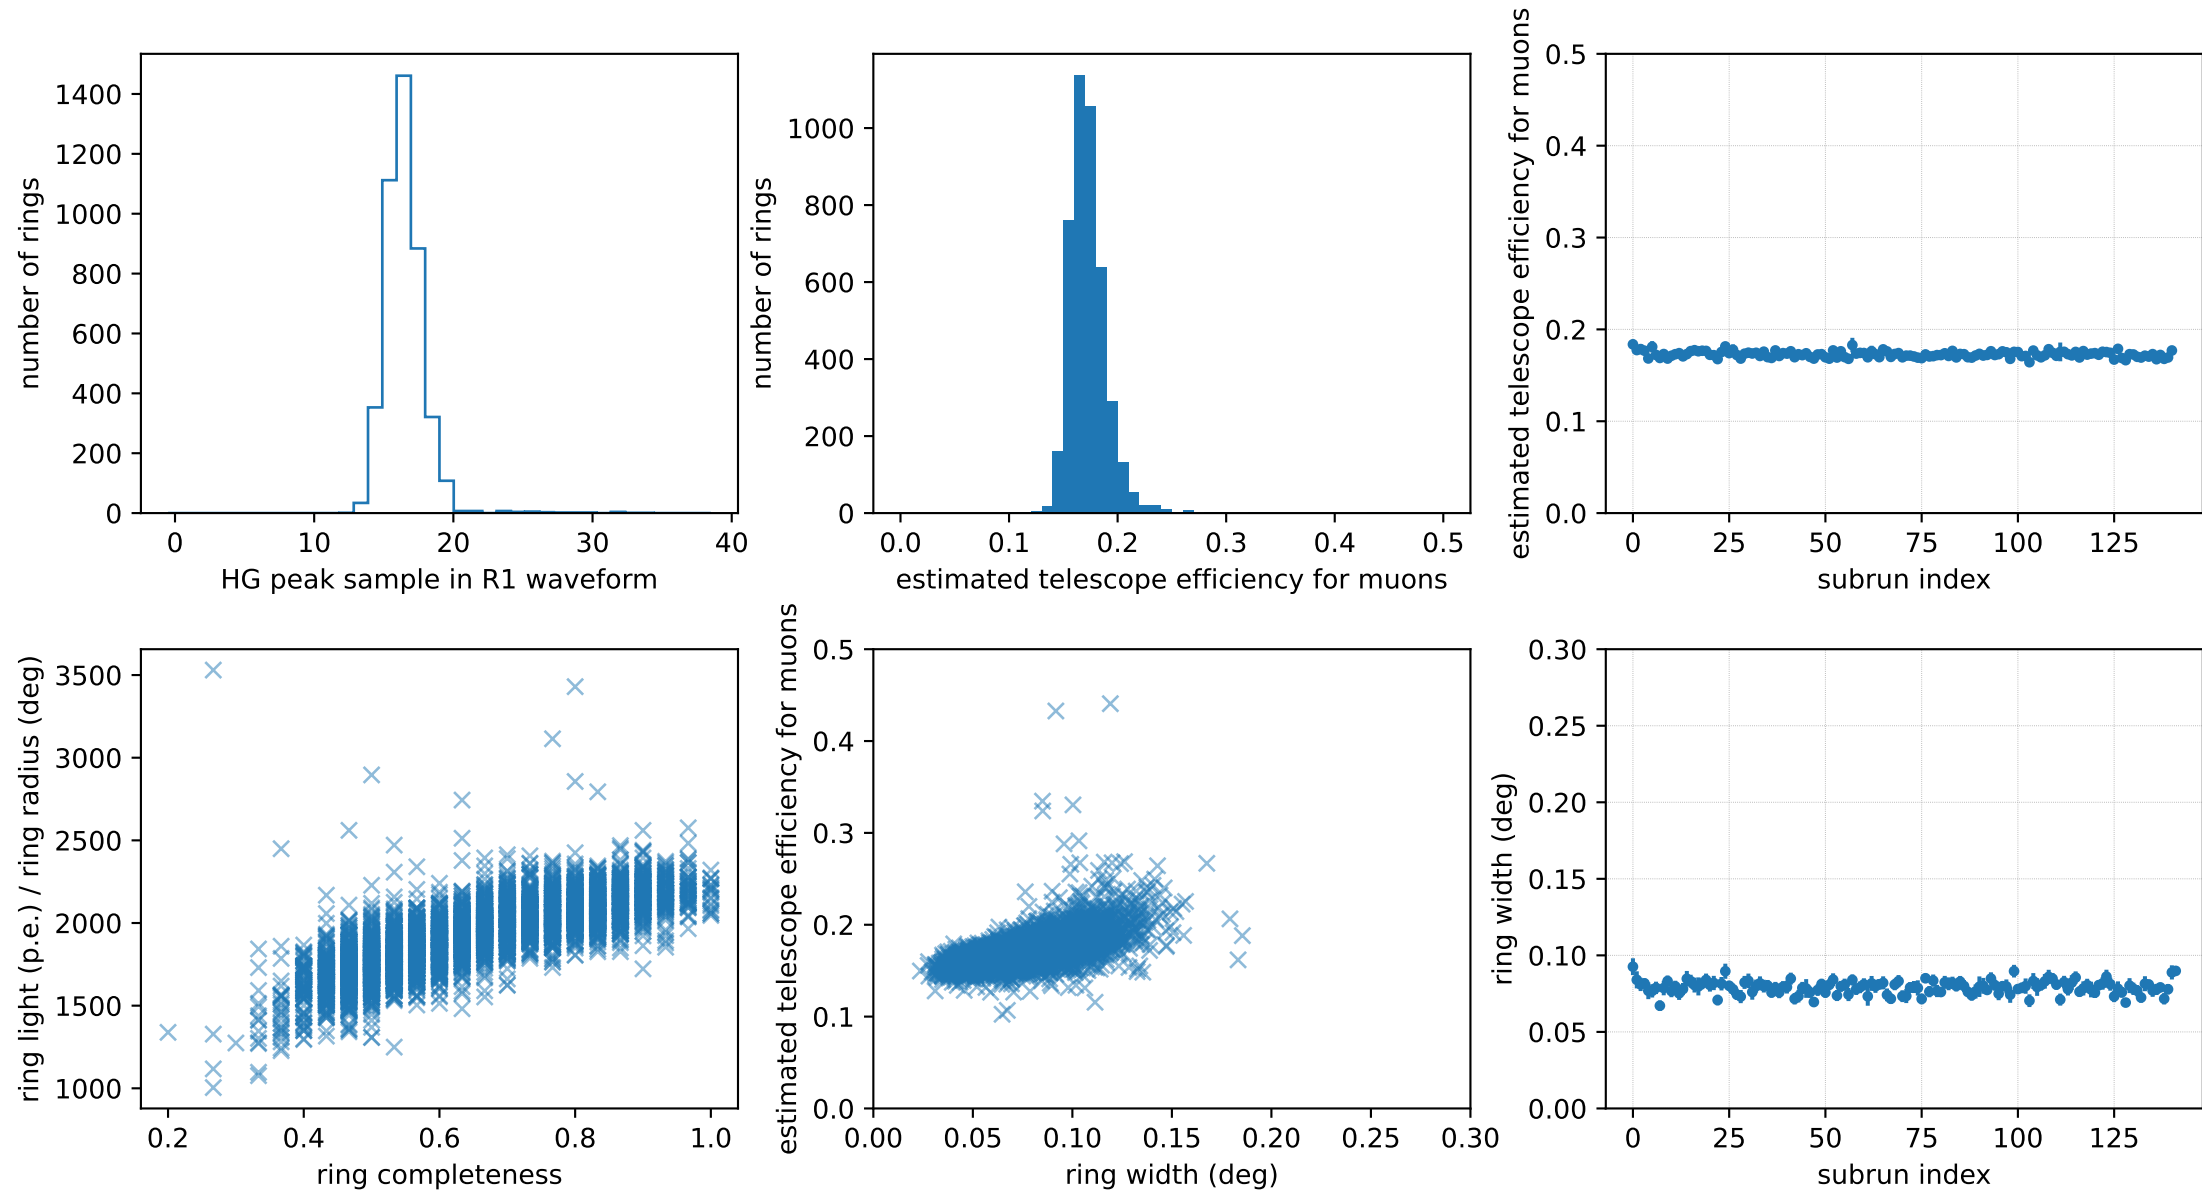 number of rings
1400
1200
1000
800
600
400
200
0
0 10 20 30 40
HG peak sample in R1 waveform
number of rings
1000
800
600
400
200
0
0.0 0.1 0.2 0.3 0.4 0.5
estimated telescope efficiency for muons
estimated telescope efficiency for muons
0.5
0.4
0.3
0.2
0.1
0.0
0 25 50 75 100 125
subrun index
ring light (p.e.) / ring radius (deg)
3500
3000
2500
2000
1500
1000
0.2 0.4 0.6 0.8 1.0
ring completeness
estimated telescope efficiency for muons
0.5
0.4
0.3
0.2
0.1
0.0
0.00 0.05 0.10 0.15 0.20 0.25 0.30
ring width (deg)
ring width (deg)
0.30
0.25
0.20
0.15
0.10
0.05
0.00
0 25 50 75 100 125
subrun index